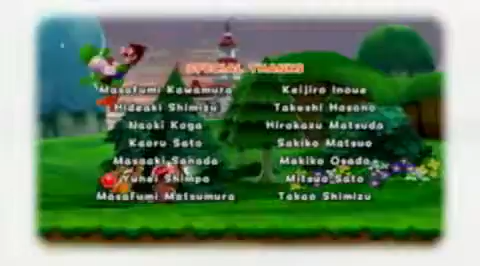 SPECIAL THANKS
Masafumi Kawamura Keijiro Inoue
Hideaki Shimizu Takeshi Hosono
Naoki Koga Hirokazu Matsuda
Kaoru Sato Sakiko Matsuo
Masaaki Sanada Makiko Osada
Yuhei Shimpo Mitsuo Sato
Masafumi Matsumura Takao Shimizu